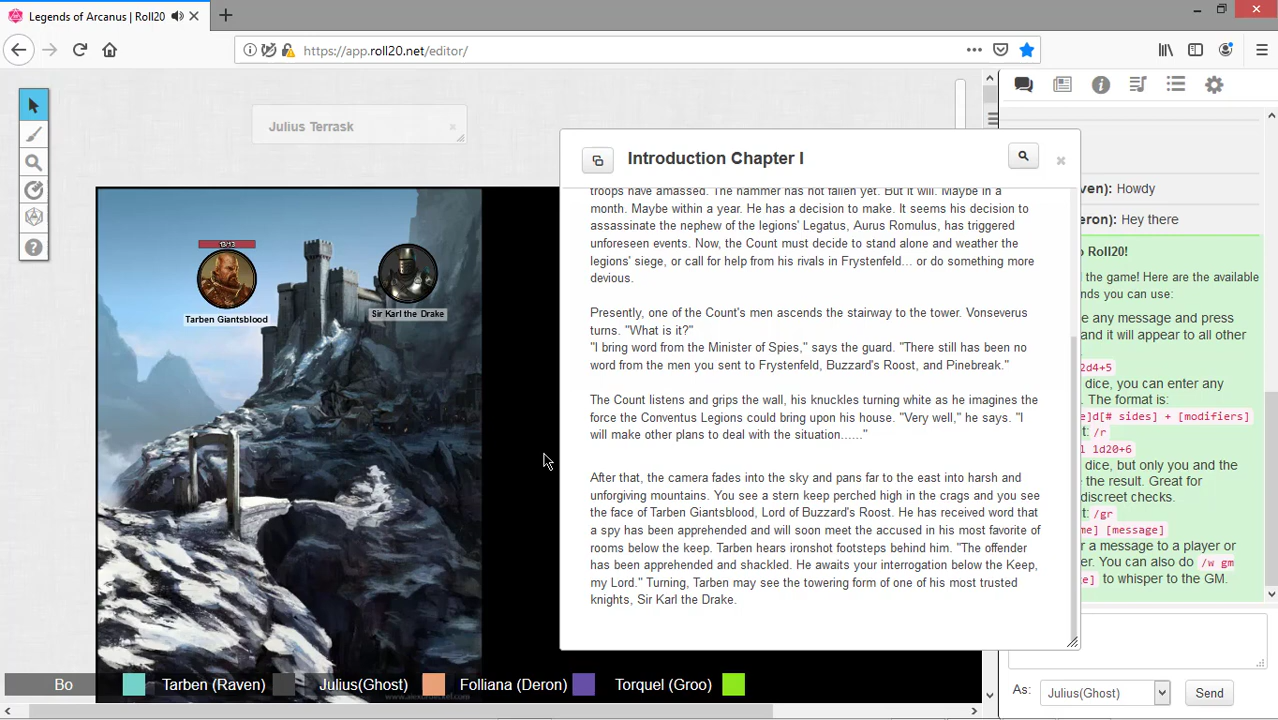 Legends of Arcanus | Roll20
https://app.roll20.net/editor/
Julius Terrask
13/13
Tarben Giantsblood
Sir Karl the Drake
Introduction Chapter I
troops have amassed. The hammer has not fallen yet. But it will. Maybe in a
month. Maybe within a year. He has a decision to make. It seems his decision to
assassinate the nephew of the legions' Legatus, Aurus Romulus, has triggered
unforeseen events. Now, the Count must decide to stand alone and weather the
legions' siege, or call for help from his rivals in Frystenfeld... or do something more
devious.
Presently, one of the Count's men ascends the stairway to the tower. Vonseverus
turns. "What is it?"
"I bring word from the Minister of Spies," says the guard. "There still has been no
word from the men you sent to Frystenfeld, Buzzard's Roost, and Pinebreak."
The Count listens and grips the wall, his knuckles turning white as he imagines the
force the Conventus Legions could bring upon his house. "Very well," he says. "I
will make other plans to deal with the situation......"
After that, the camera fades into the sky and pans far to the east into harsh and
unforgiving mountains. You see a stern keep perched high in the crags and you see
the face of Tarben Giantsblood, Lord of Buzzard's Roost. He has received word that
a spy has been apprehended and will soon meet the accused in his most favorite of
rooms below the keep. Tarben hears ironshot footsteps behind him. "The offender
has been apprehended and shackled. He awaits your interrogation below the Keep,
my Lord." Turning, Tarben may see the towering form of one of his most trusted
knights, Sir Karl the Drake.
ven): Howdy
eron): Hey there
o Roll20!
the game! Here are the available
nds you can use:
e any message and press
and it will appear to all other
2d4+5
dice, you can enter any
. The format is:
e]d[# sides] + [modifiers]
t: /r
1 1d20+6
dice, but only you and the
e the result. Great for
discreet checks.
t: /gr
me] [message]
r a message to a player or
er. You can also do /w gm
e] to whisper to the GM.
Bo
Tarben (Raven)
Julius(Ghost)
Folliana (Deron)
Torquel (Groo)
As:
Julius(Ghost)
Send